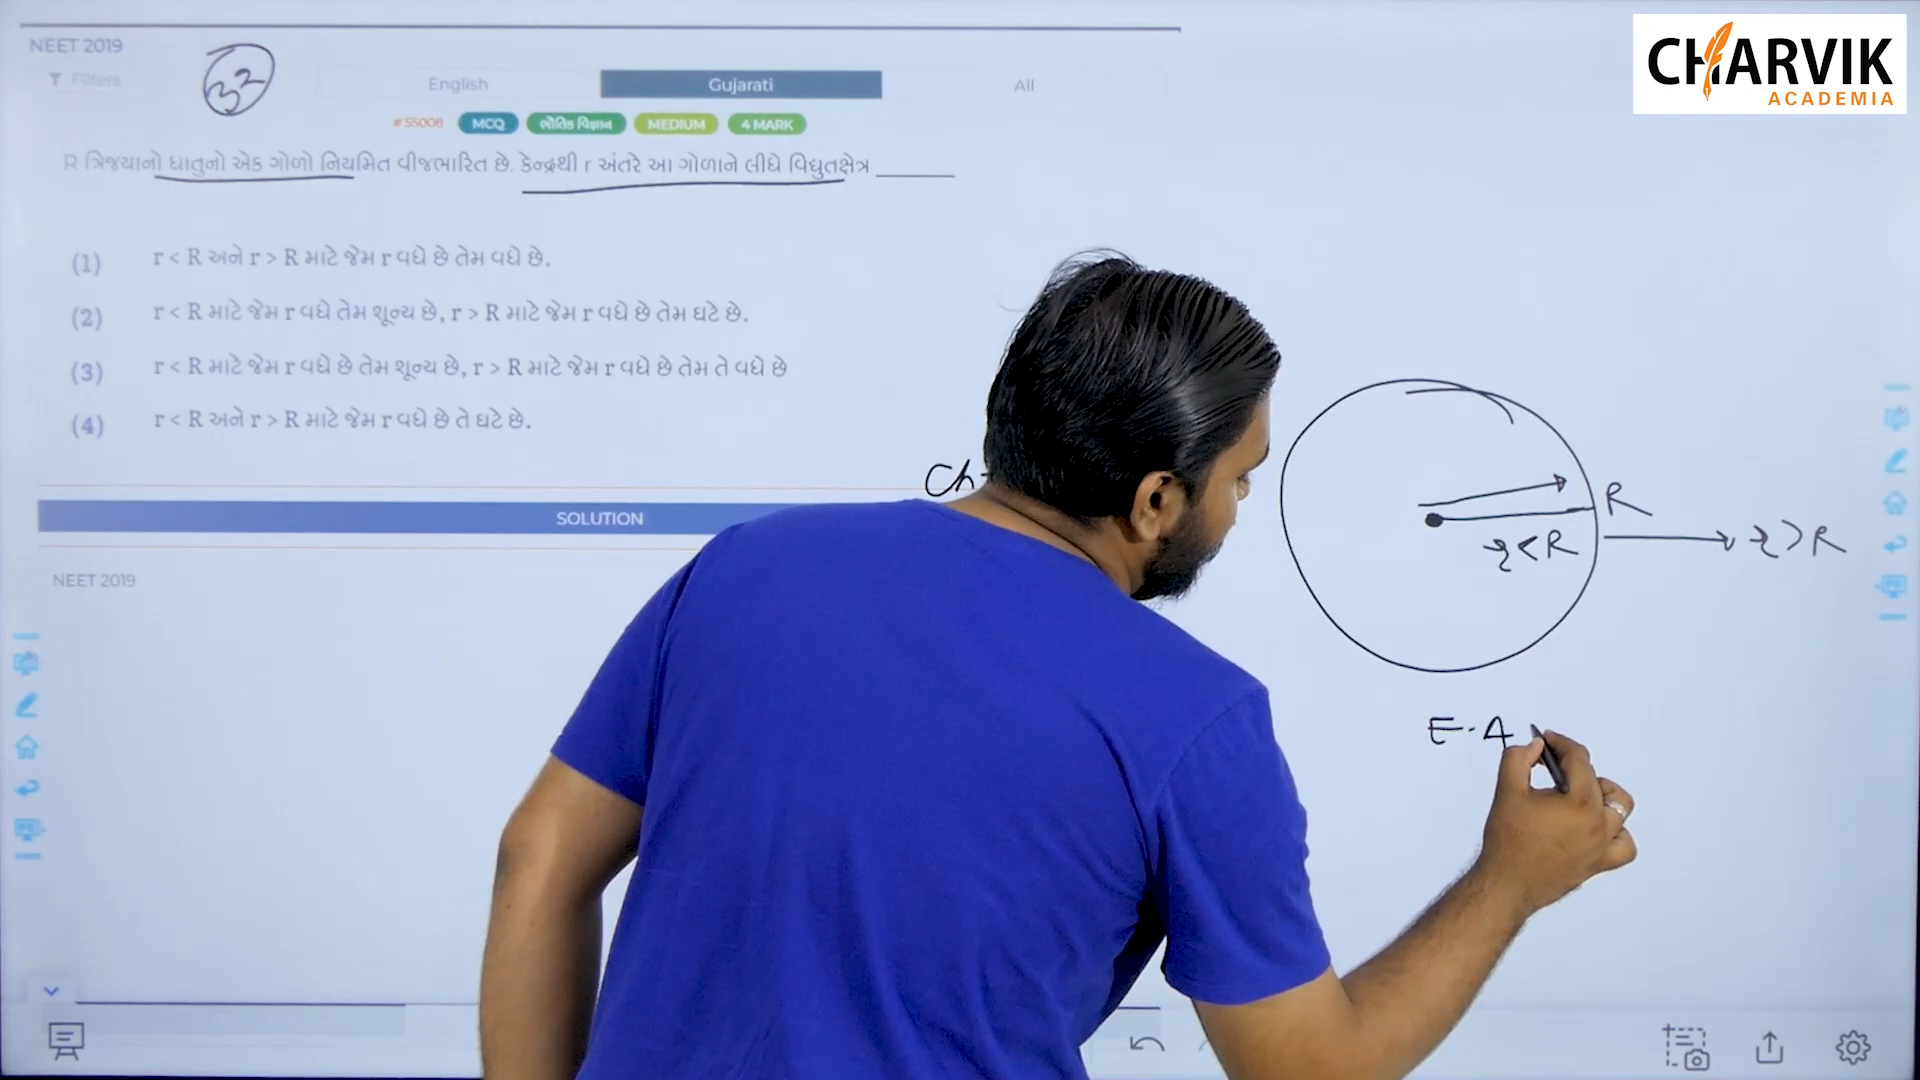 CHARVIK
ACADEMIA
NEET 2019
32
Filters
English
Gujarati
All
#55006
MCQ
ભૌતિક વિજ્ઞાન
MEDIUM
4 MARK
R ત્રિજ્યાનો ધાતુનો એક ગોળો નિયમિત વીજભારિત છે. કેન્દ્રથી r અંતરે આ ગોળાને લીધે વિદ્યુતક્ષેત્ર ________
(1) r < R અને r > R માટે જેમ r વધે છે તેમ વધે છે.
(2) r < R માટે જેમ r વધે તેમ શૂન્ય છે, r > R માટે જેમ r વધે છે તેમ ઘટે છે.
(3) r < R માટે જેમ r વધે છે તેમ શૂન્ય છે, r > R માટે જેમ r વધે છે તેમ તે વધે છે
(4) r < R અને r > R માટે જેમ r વધે છે તે ઘટે છે.
Ch-
SOLUTION
NEET 2019
R
r<R
r>R
E·A